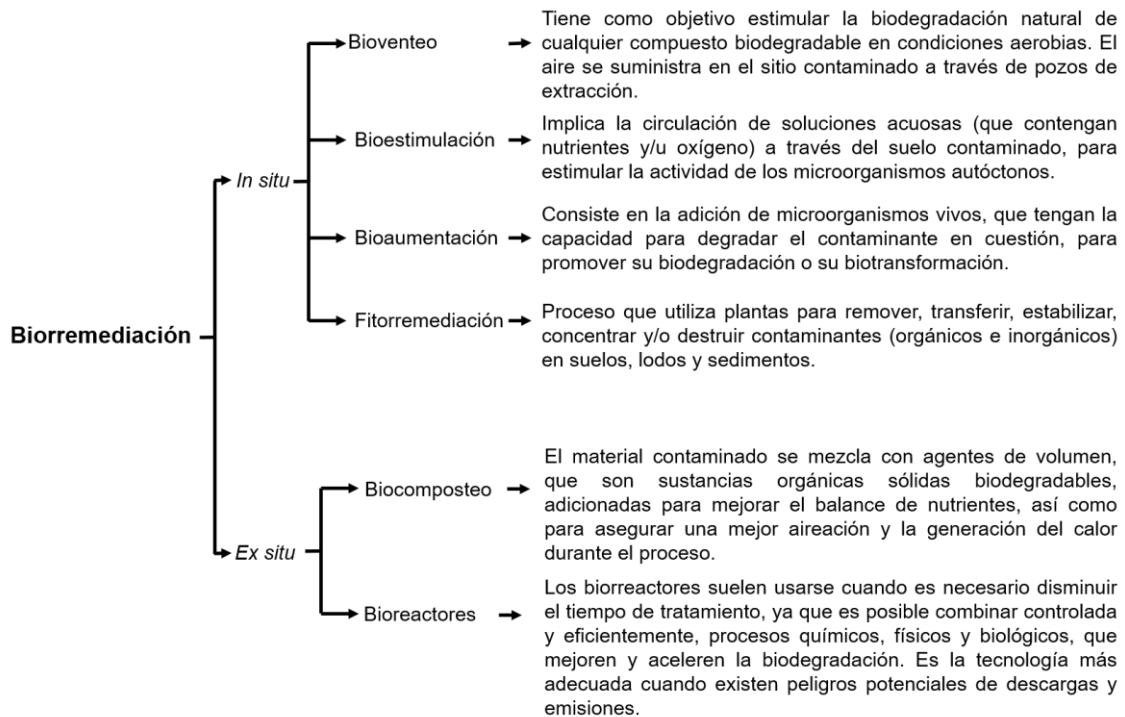 Biorremediación
In situ
Bioventeo
Tiene como objetivo estimular la biodegradación natural de
cualquier compuesto biodegradable en condiciones aerobias. El
aire se suministra en el sitio contaminado a través de pozos de
extracción.
Bioestimulación
Implica la circulación de soluciones acuosas (que contengan
nutrientes y/u oxígeno) a través del suelo contaminado, para
estimular la actividad de los microorganismos autóctonos.
Bioaumentación
Consiste en la adición de microorganismos vivos, que tengan la
capacidad para degradar el contaminante en cuestión, para
promover su biodegradación o su biotransformación.
Fitorremediación
Proceso que utiliza plantas para remover, transferir, estabilizar,
concentrar y/o destruir contaminantes (orgánicos e inorgánicos)
en suelos, lodos y sedimentos.
Ex situ
Biocomposteo
El material contaminado se mezcla con agentes de volumen,
que son sustancias orgánicas sólidas biodegradables,
adicionadas para mejorar el balance de nutrientes, así como
para asegurar una mejor aireación y la generación del calor
durante el proceso.
Bioreactores
Los biorreactores suelen usarse cuando es necesario disminuir
el tiempo de tratamiento, ya que es posible combinar controlada
y eficientemente, procesos químicos, físicos y biológicos, que
mejoren y aceleren la biodegradación. Es la tecnología más
adecuada cuando existen peligros potenciales de descargas y
emisiones.